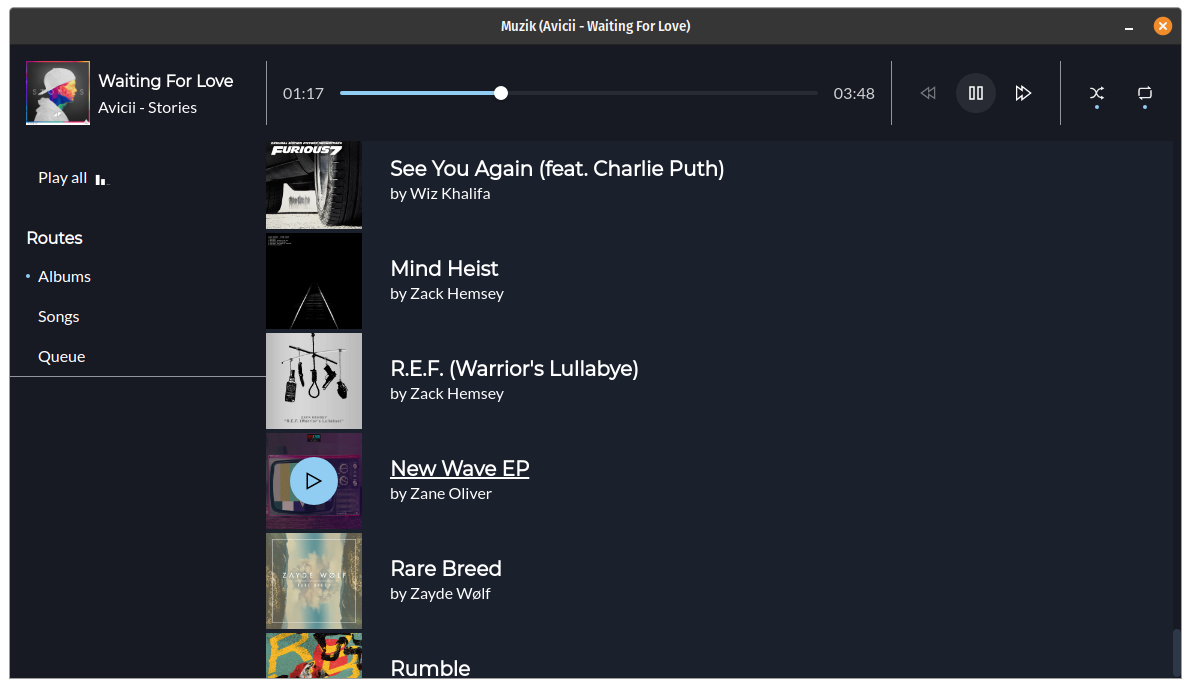 Muzik (Avicii - Waiting For Love)
Waiting For Love
Avicii - Stories
01:17
03:48
Play all
Routes
Albums
Songs
Queue
FURIOUS 7
See You Again (feat. Charlie Puth)
by Wiz Khalifa
Mind Heist
by Zack Hemsey
R.E.F. (Warrior's Lullabye)
by Zack Hemsey
New Wave EP
by Zane Oliver
ZAYDE WØLF
Rare Breed
by Zayde Wølf
Rumble